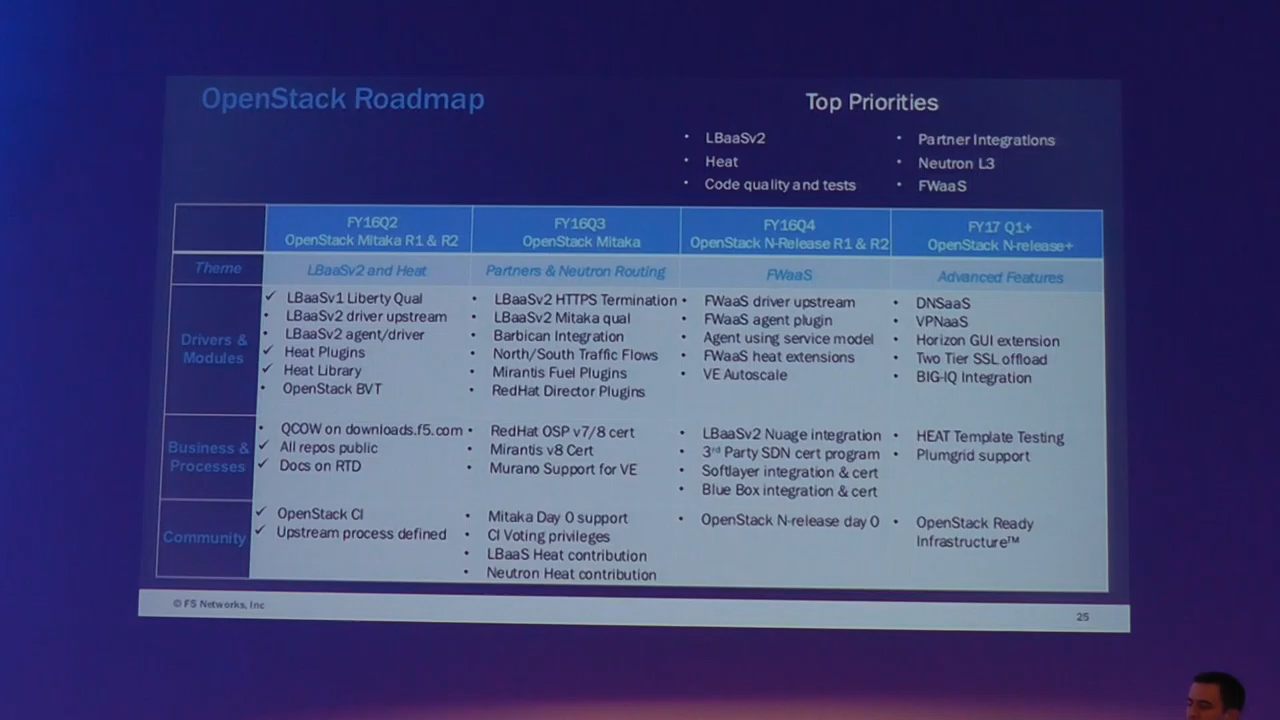 OpenStack Roadmap
Top Priorities
• LBaaSv2
• Heat
• Code quality and tests
• Partner Integrations
• Neutron L3
• FWaaS
FY16Q2
OpenStack Mitaka R1 & R2
FY16Q3
OpenStack Mitaka
FY16Q4
OpenStack N-Release R1 & R2
FY17 Q1+
OpenStack N-release+
Theme
LBaaSv2 and Heat
Partners & Neutron Routing
FWaaS
Advanced Features
Drivers &
Modules
✓ LBaaSv1 Liberty Qual
• LBaaSv2 driver upstream
• LBaaSv2 agent/driver
✓ Heat Plugins
✓ Heat Library
• OpenStack BVT
• LBaaSv2 HTTPS Termination
• LBaaSv2 Mitaka qual
• Barbican Integration
• North/South Traffic Flows
• Mirantis Fuel Plugins
• RedHat Director Plugins
• FWaaS driver upstream
• FWaaS agent plugin
• Agent using service model
• FWaaS heat extensions
• VE Autoscale
• DNSaaS
• VPNaaS
• Horizon GUI extension
• Two Tier SSL offload
• BIG-IQ Integration
Business &
Processes
• QCOW on downloads.f5.com
✓ All repos public
✓ Docs on RTD
• RedHat OSP v7/8 cert
• Mirantis v8 Cert
• Murano Support for VE
• LBaaSv2 Nuage integration
• 3rd Party SDN cert program
• Softlayer integration & cert
• Blue Box integration & cert
• HEAT Template Testing
• Plumgrid support
Community
✓ OpenStack CI
✓ Upstream process defined
• Mitaka Day 0 support
• CI Voting privileges
• LBaaS Heat contribution
• Neutron Heat contribution
• OpenStack N-release day 0
• OpenStack Ready
Infrastructure™
© F5 Networks, Inc
25